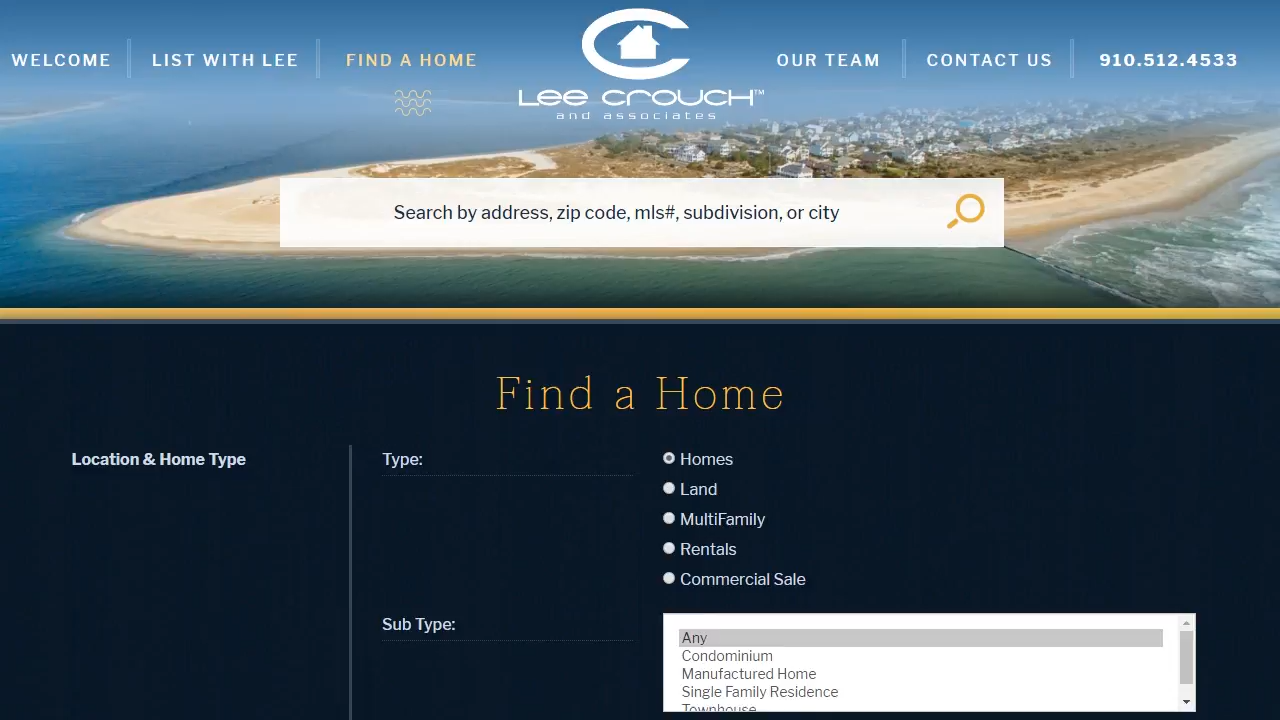 WELCOME
LIST WITH LEE
FIND A HOME
Lee Crouch™
and associates
OUR TEAM
CONTACT US
910.512.4533
Search by address, zip code, mls#, subdivision, or city
Find a Home
Location & Home Type
Type:
Homes
Land
MultiFamily
Rentals
Commercial Sale
Sub Type:
Any
Condominium
Manufactured Home
Single Family Residence
Townhouse